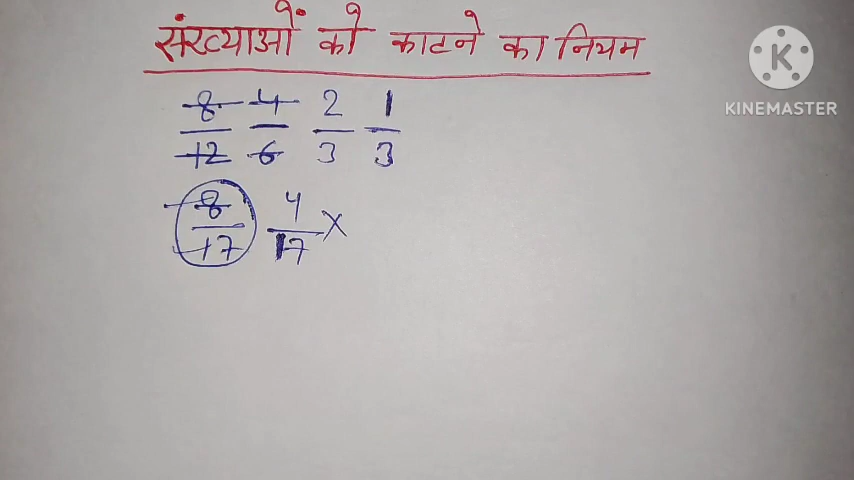 संख्याओं को काटने का नियम
K
KINEMASTER
8/12 4/6 2/3 1/3
8/17 4/17 X